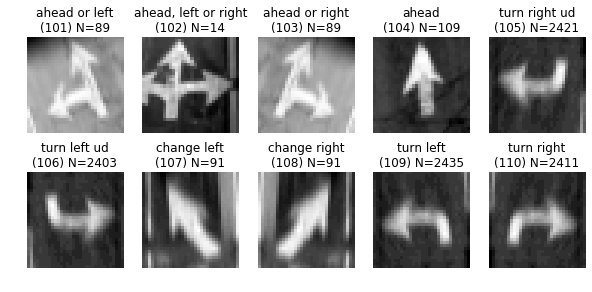 ahead or left
(101) N=89
ahead, left or right
(102) N=14
ahead or right
(103) N=89
ahead
(104) N=109
turn right ud
(105) N=2421
turn left ud
(106) N=2403
change left
(107) N=91
change right
(108) N=91
turn left
(109) N=2435
turn right
(110) N=2411